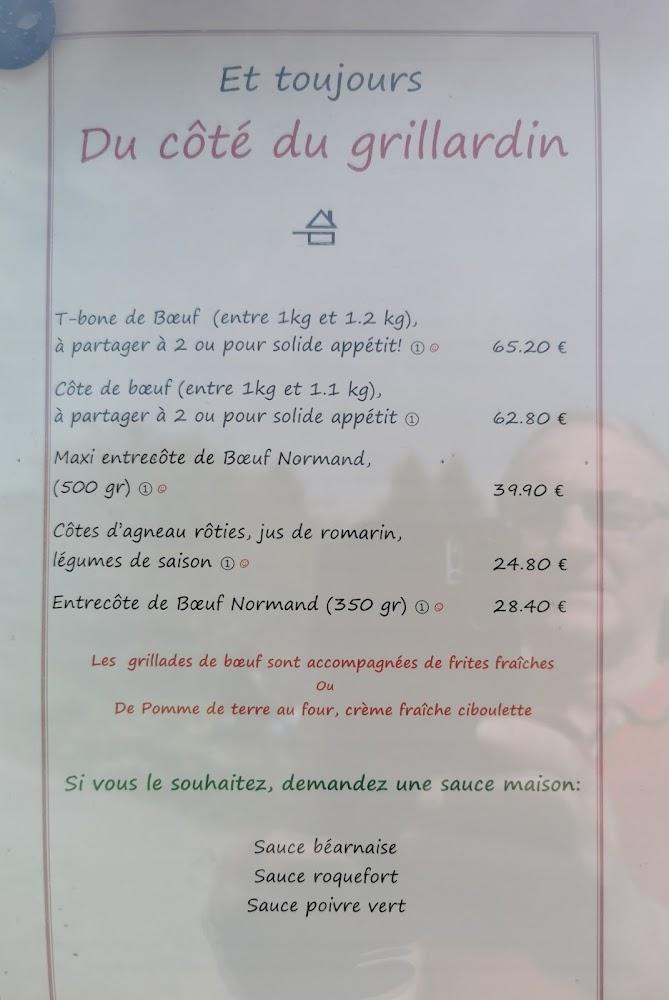 Et toujours
Du côté du grillardin
T-bone de Bœuf (entre 1kg et 1.2 kg),
à partager à 2 ou pour solide appétit! ① 65.20 €
Côte de bœuf (entre 1kg et 1.1 kg),
à partager à 2 ou pour solide appétit ① 62.80 €
Maxi entrecôte de Bœuf Normand,
(500 gr) ① 39.90 €
Côtes d'agneau rôties, jus de romarin,
légumes de saison ① 24.80 €
Entrecôte de Bœuf Normand (350 gr) ① 28.40 €
Les grillades de bœuf sont accompagnées de frites fraîches
Ou
De Pomme de terre au four, crème fraîche ciboulette
Si vous le souhaitez, demandez une sauce maison:
Sauce béarnaise
Sauce roquefort
Sauce poivre vert